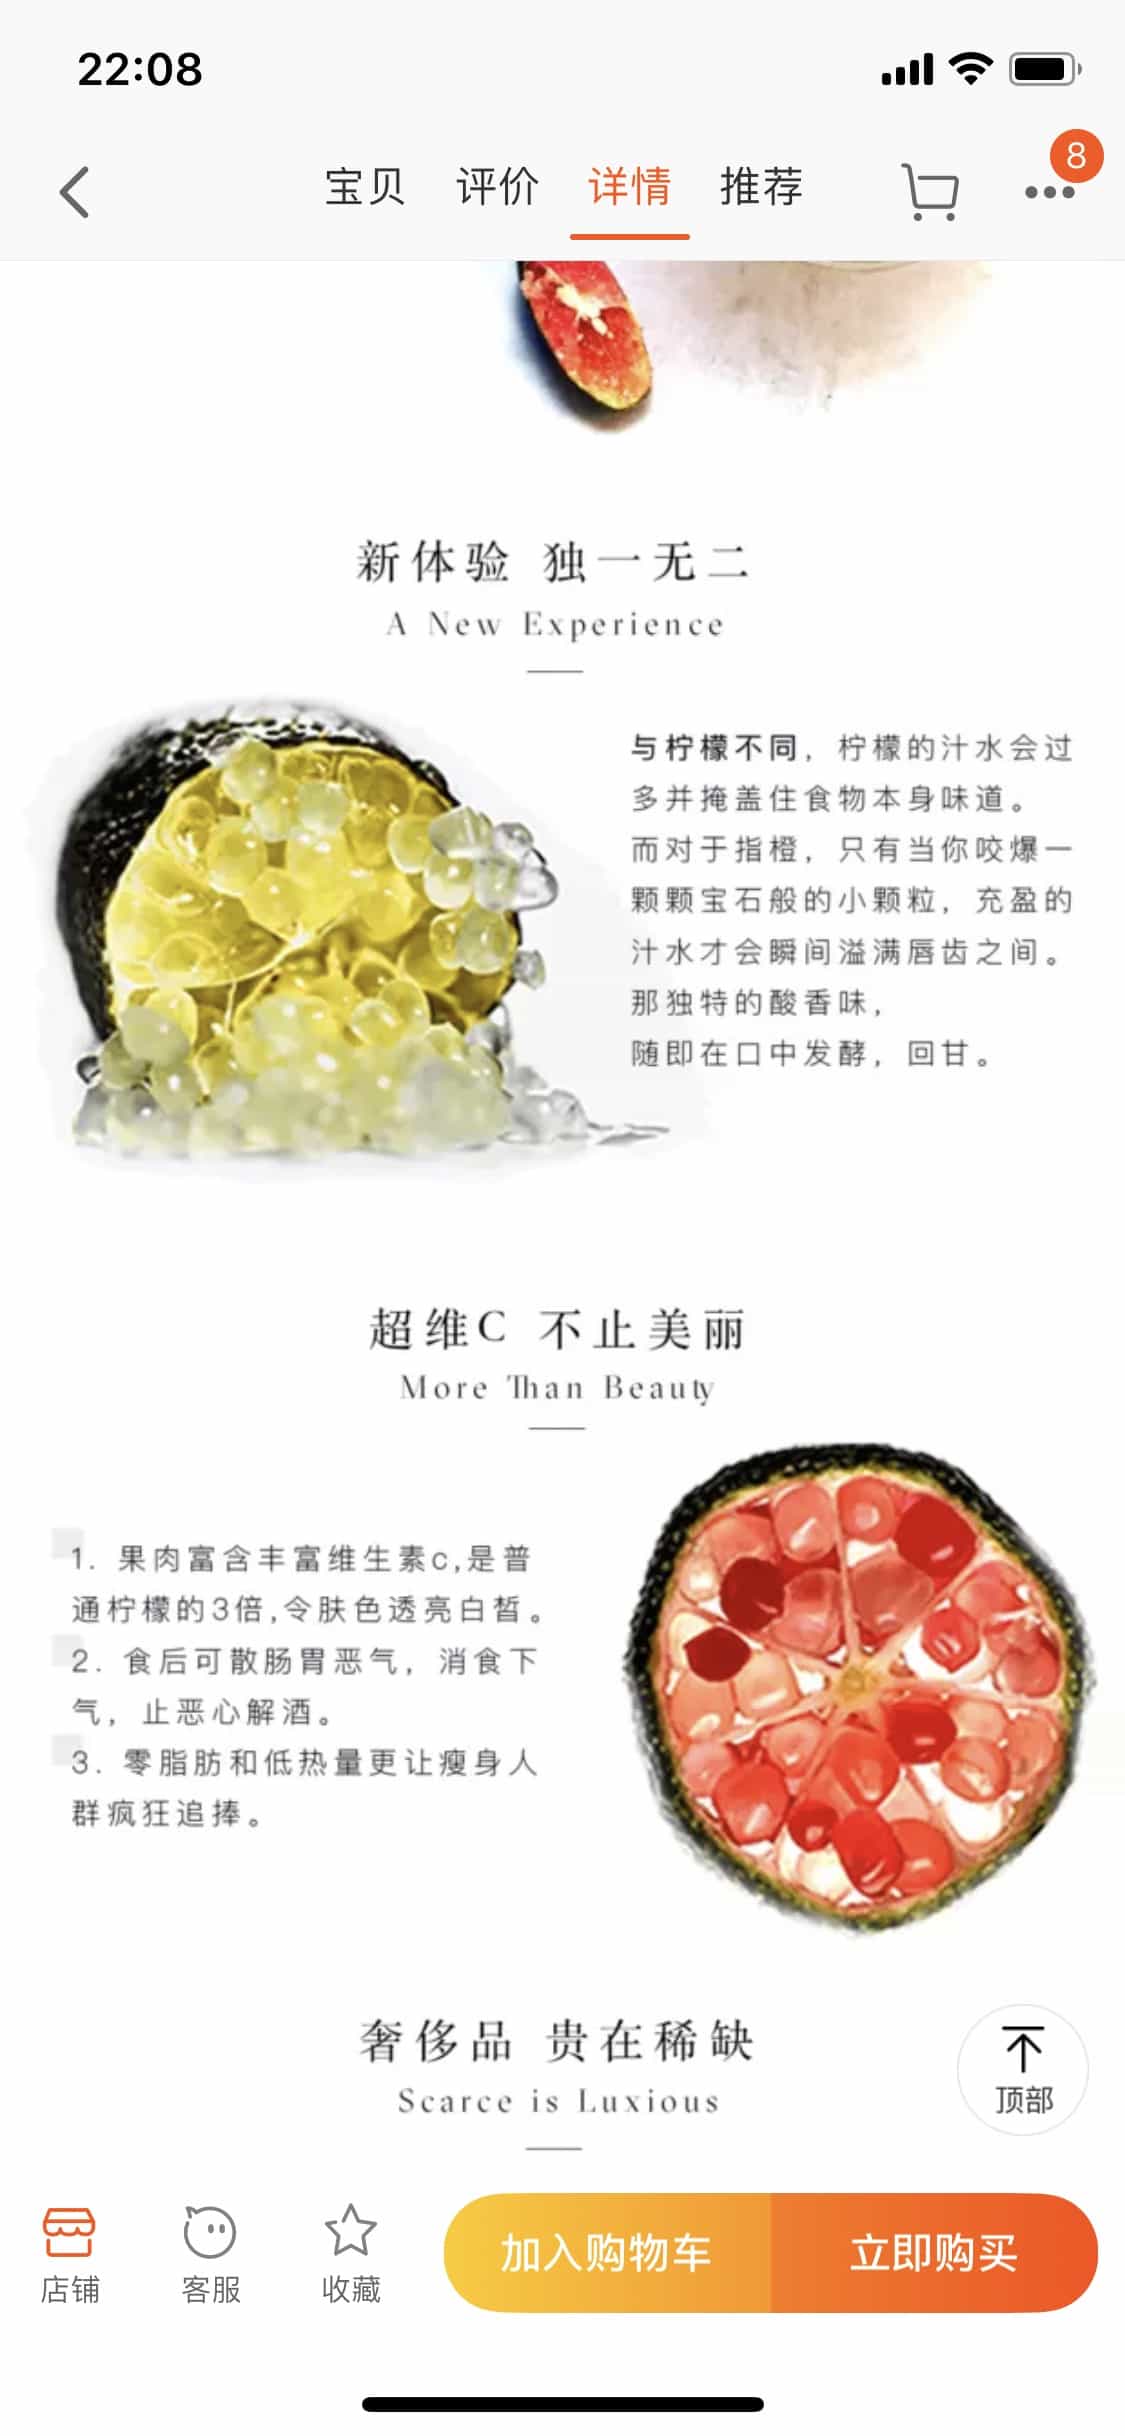 22:08
8
宝贝 评价 详情 推荐
新体验 独一无二
A New Experience
与柠檬不同，柠檬的汁水会过
多并掩盖住食物本身味道。
而对于指橙，只有当你咬爆一
颗颗宝石般的小颗粒，充盈的
汁水才会瞬间溢满唇齿之间。
那独特的酸香味，
随即在口中发酵，回甘。
超维C 不止美丽
More Than Beauty
1. 果肉富含丰富维生素c,是普
通柠檬的3倍,令肤色透亮白皙。
2. 食后可散肠胃恶气，消食下
气，止恶心解酒。
3. 零脂肪和低热量更让瘦身人
群疯狂追捧。
奢侈品 贵在稀缺
Scarce is Luxious
顶部
店铺 客服 收藏 加入购物车 立即购买